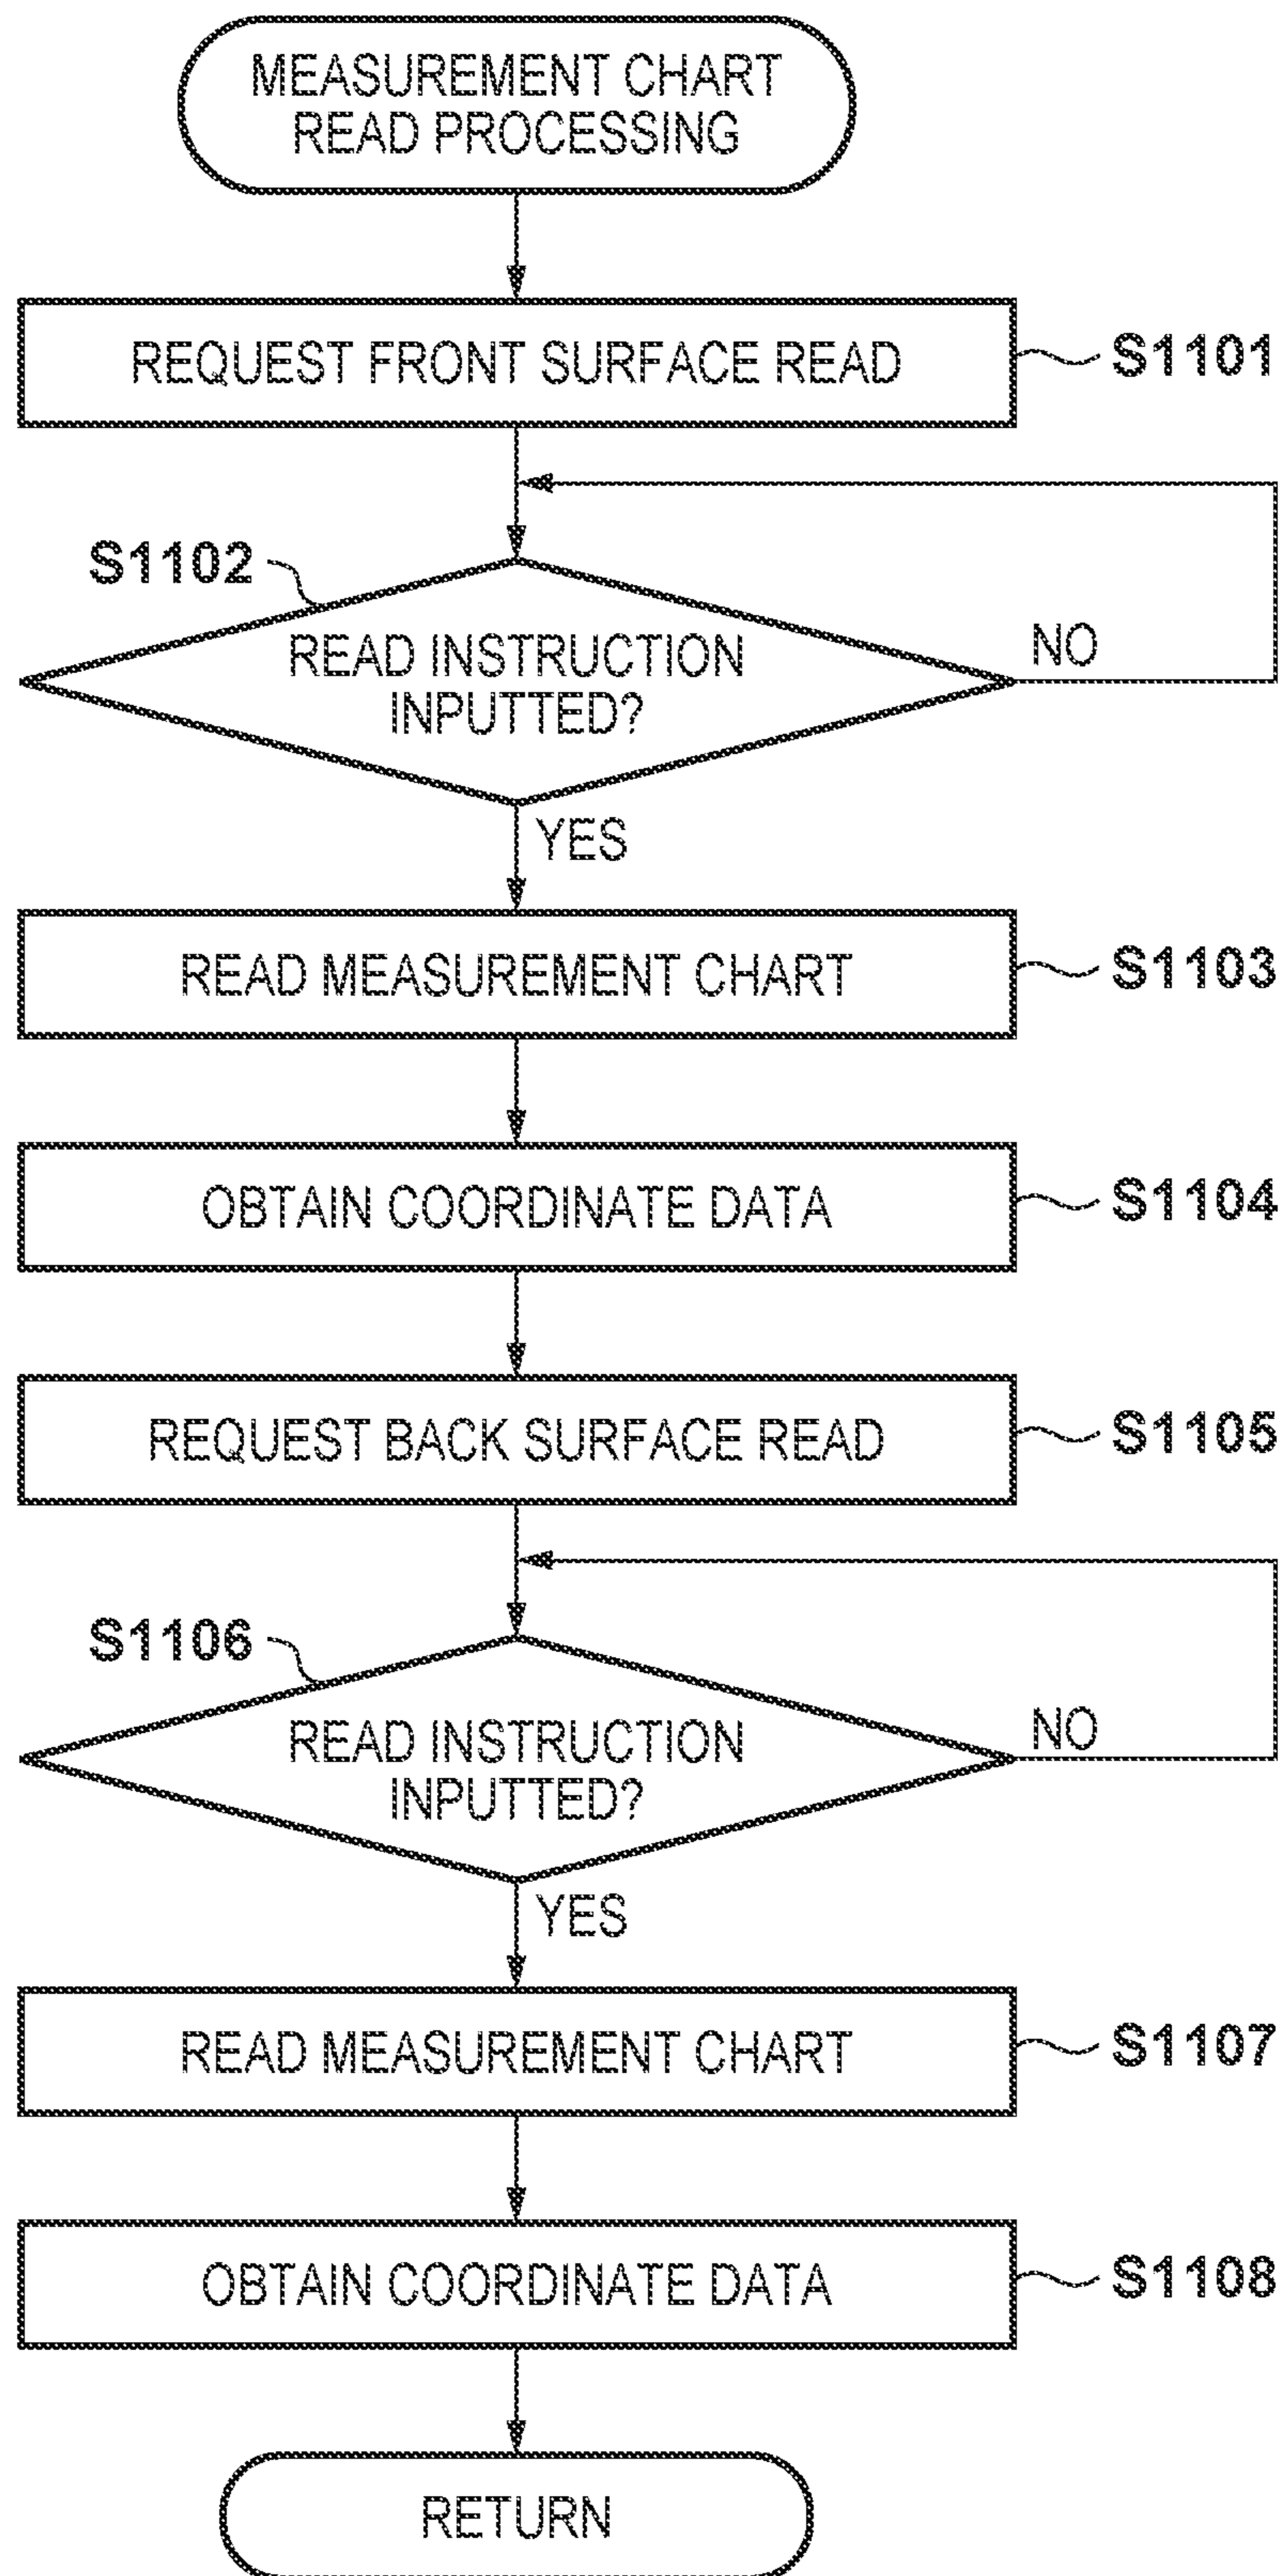 MEASUREMENT CHART
READ PROCESSING
REQUEST FRONT SURFACE READ
S1101
S1102
READ INSTRUCTION
INPUTTED?
NO
YES
READ MEASUREMENT CHART
S1103
OBTAIN COORDINATE DATA
S1104
REQUEST BACK SURFACE READ
S1105
S1106
READ INSTRUCTION
INPUTTED?
NO
YES
READ MEASUREMENT CHART
S1107
OBTAIN COORDINATE DATA
S1108
RETURN